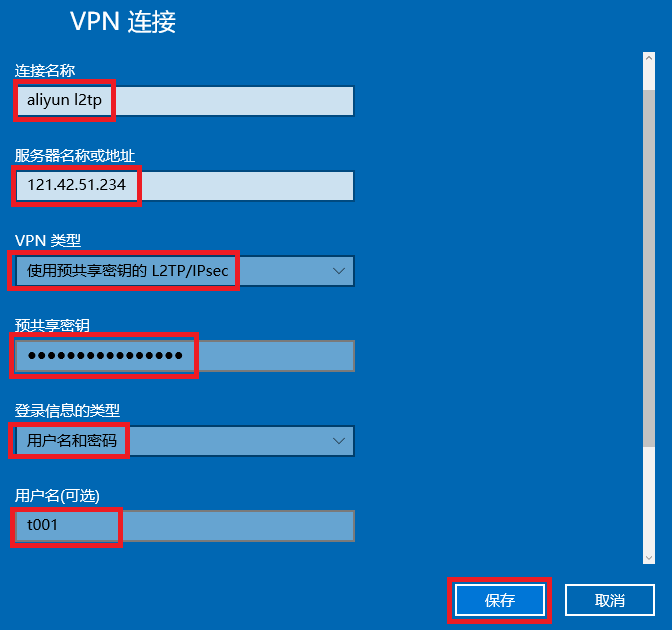 VPN 连接
连接名称
aliyun l2tp
服务器名称或地址
121.42.51.234
VPN 类型
使用预共享密钥的 L2TP/IPsec
预共享密钥
●●●●●●●●●●●●●●●●
登录信息的类型
用户名和密码
用户名(可选)
t001
保存 取消